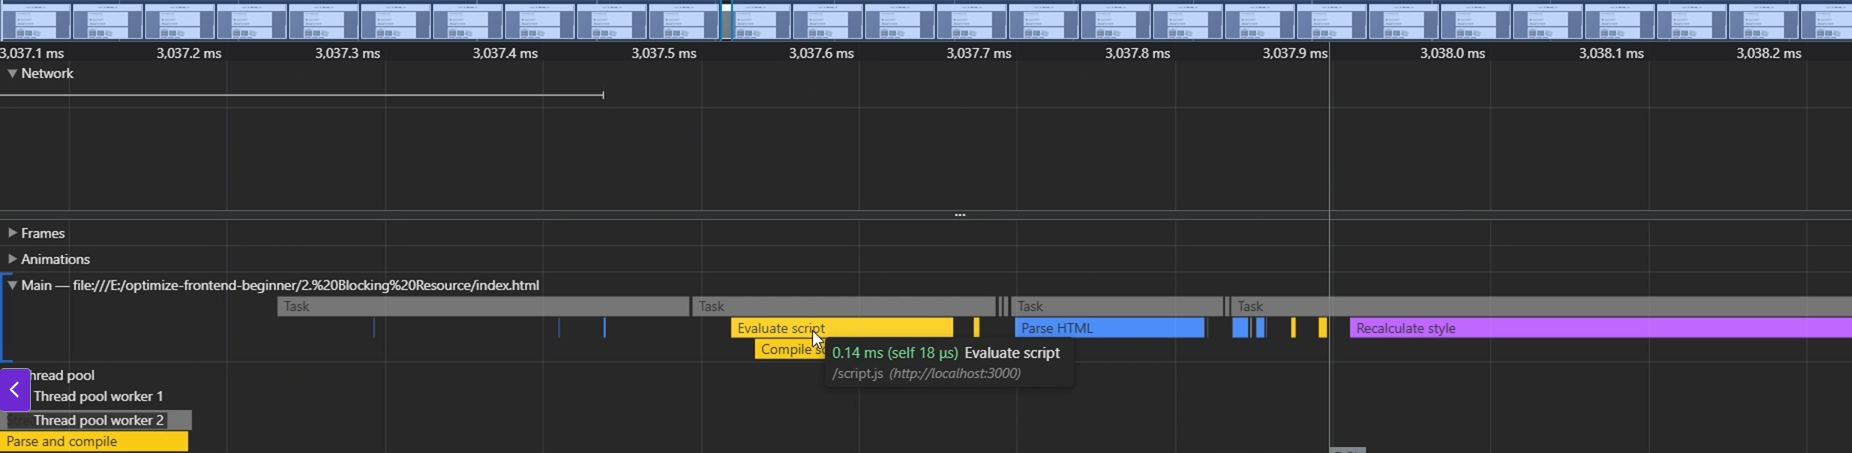 3,037.1 ms 3,037.2 ms 3,037.3 ms 3,037.4 ms 3,037.5 ms 3,037.6 ms 3,037.7 ms 3,037.8 ms 3,037.9 ms 3,038.0 ms 3,038.1 ms 3,038.2 ms
Network
...
Frames
Animations
Main — file:///E:/optimize-frontend-beginner/2.%20Blocking%20Resource/index.html
Task Task Task Task
Evaluate script Parse HTML Recalculate style
Compile
0.14 ms (self 18 μs) Evaluate script
/script.js (http://localhost:3000)
hread pool
Thread pool worker 1
Thread pool worker 2
Parse and compile